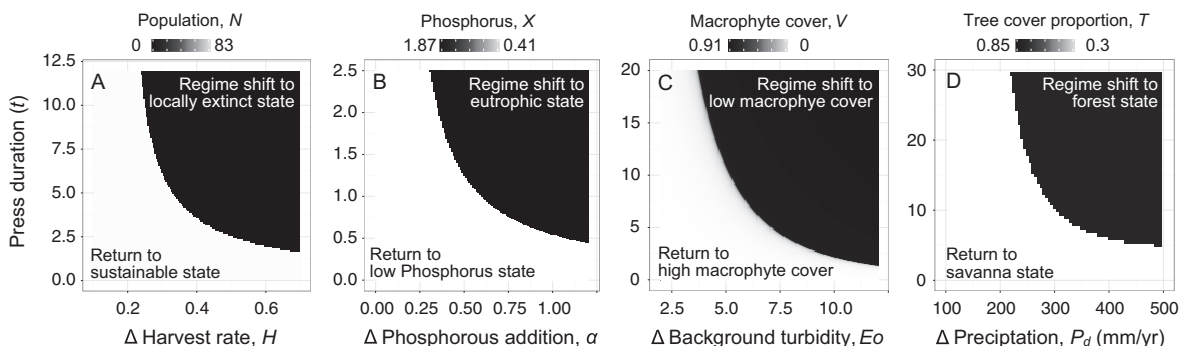 Population, N
0 83
Phosphorus, X
1.87 0.41
Macrophyte cover, V
0.91 0
Tree cover proportion, T
0.85 0.3
Press duration (t)
A
12.5
10.0
7.5
5.0
2.5
0.0
Regime shift to
locally extinct state
Return to
sustainable state
0.2 0.4 0.6
Δ Harvest rate, H
B
2.5
2.0
1.5
1.0
0.5
0.0
Regime shift to
eutrophic state
Return to
low Phosphorus state
0.00 0.25 0.50 0.75 1.00
Δ Phosphorous addition, α
C
20
15
10
5
0
Regime shift to
low macrophye cover
Return to
high macrophyte cover
2.5 5.0 7.5 10.0
Δ Background turbidity, Eo
D
30
20
10
0
Regime shift to
forest state
Return to
savanna state
100 200 300 400 500
Δ Preciptation, Pd (mm/yr)